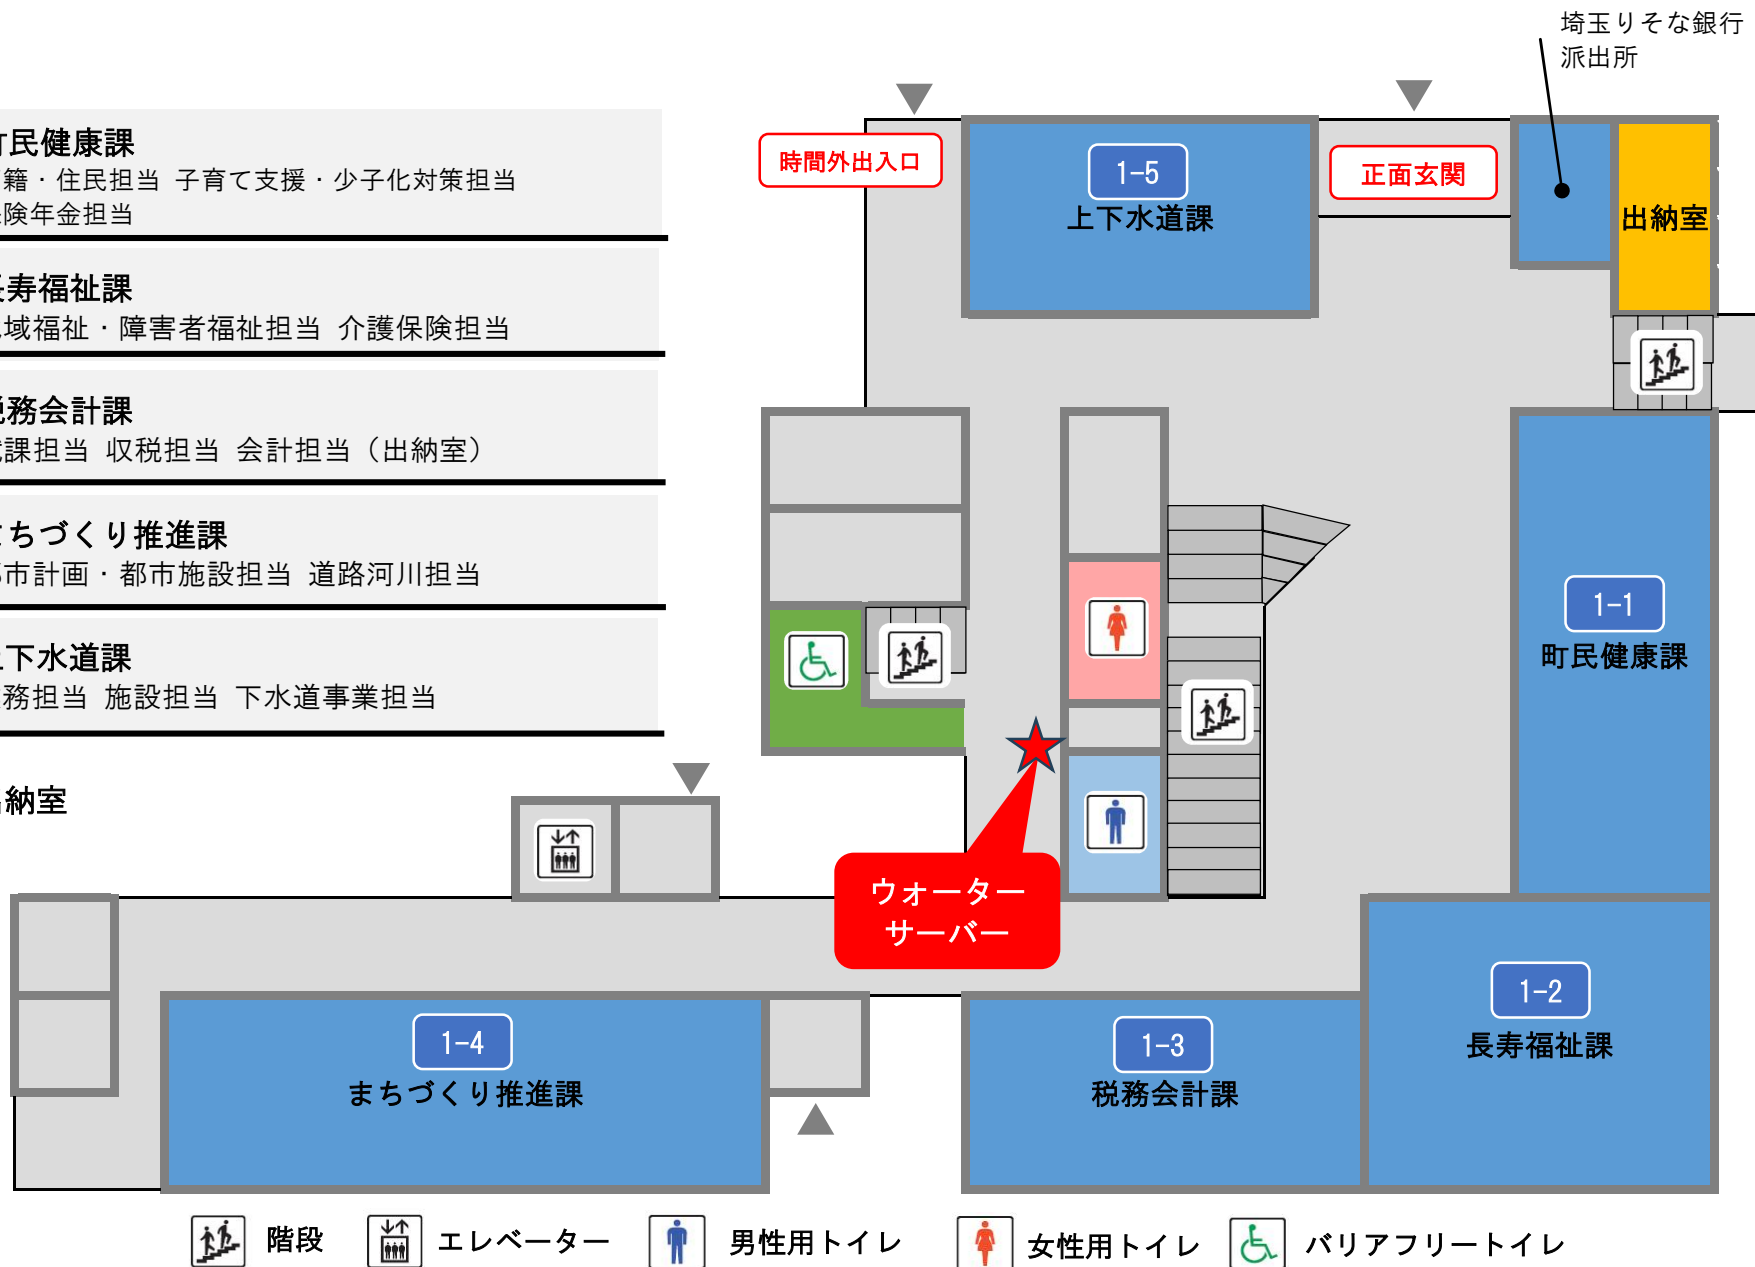 埼玉りそな銀行
派出所
町民健康課
籍・住民担当 子育て支援・少子化対策担当
険年金担当
長寿福祉課
域福祉・障害者福祉担当 介護保険担当
税務会計課
課担当 収税担当 会計担当（出納室）
まちづくり推進課
市計画・都市施設担当 道路河川担当
上下水道課
務担当 施設担当 下水道事業担当
納室
時間外出入口
1-5
上下水道課
正面玄関
出納室
1-1
町民健康課
ウォーター
サーバー
1-2
長寿福祉課
1-3
税務会計課
1-4
まちづくり推進課
階段
エレベーター
男性用トイレ
女性用トイレ
バリアフリートイレ